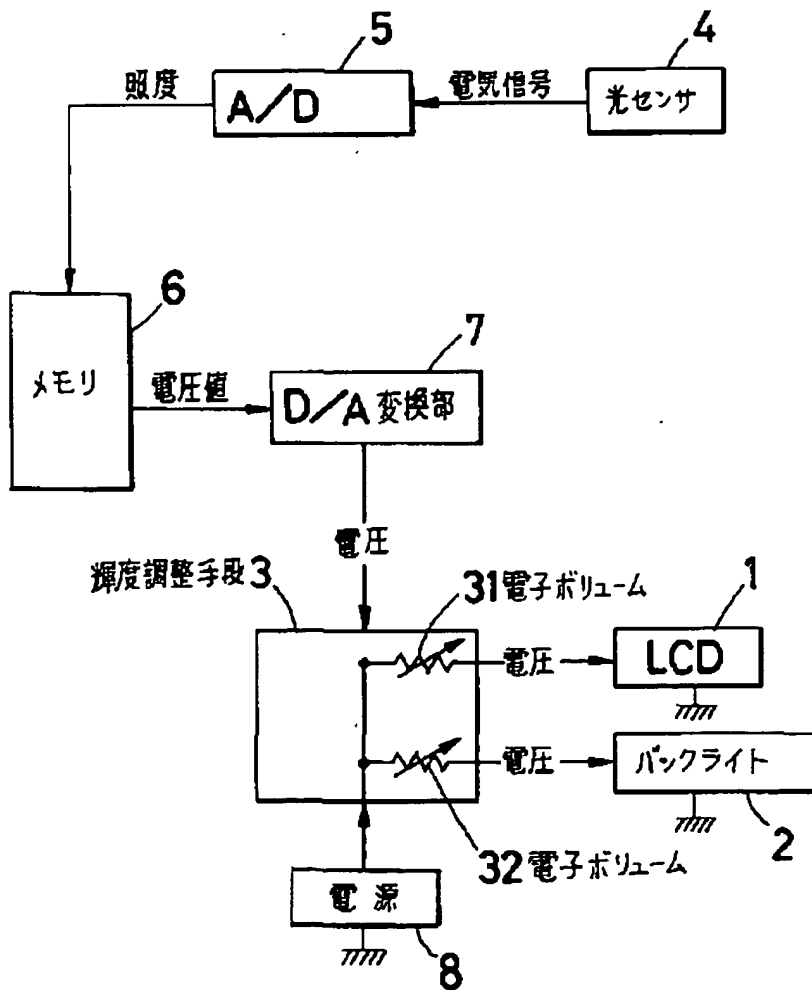 5
4
照度
A/D
電気信号
光センサ
6
メモリ
電圧値
7
D/A変換部
電圧
輝度調整手段3
31電子ボリューム
1
電圧
LCD
電圧
バックライト
2
32電子ボリューム
電源
8